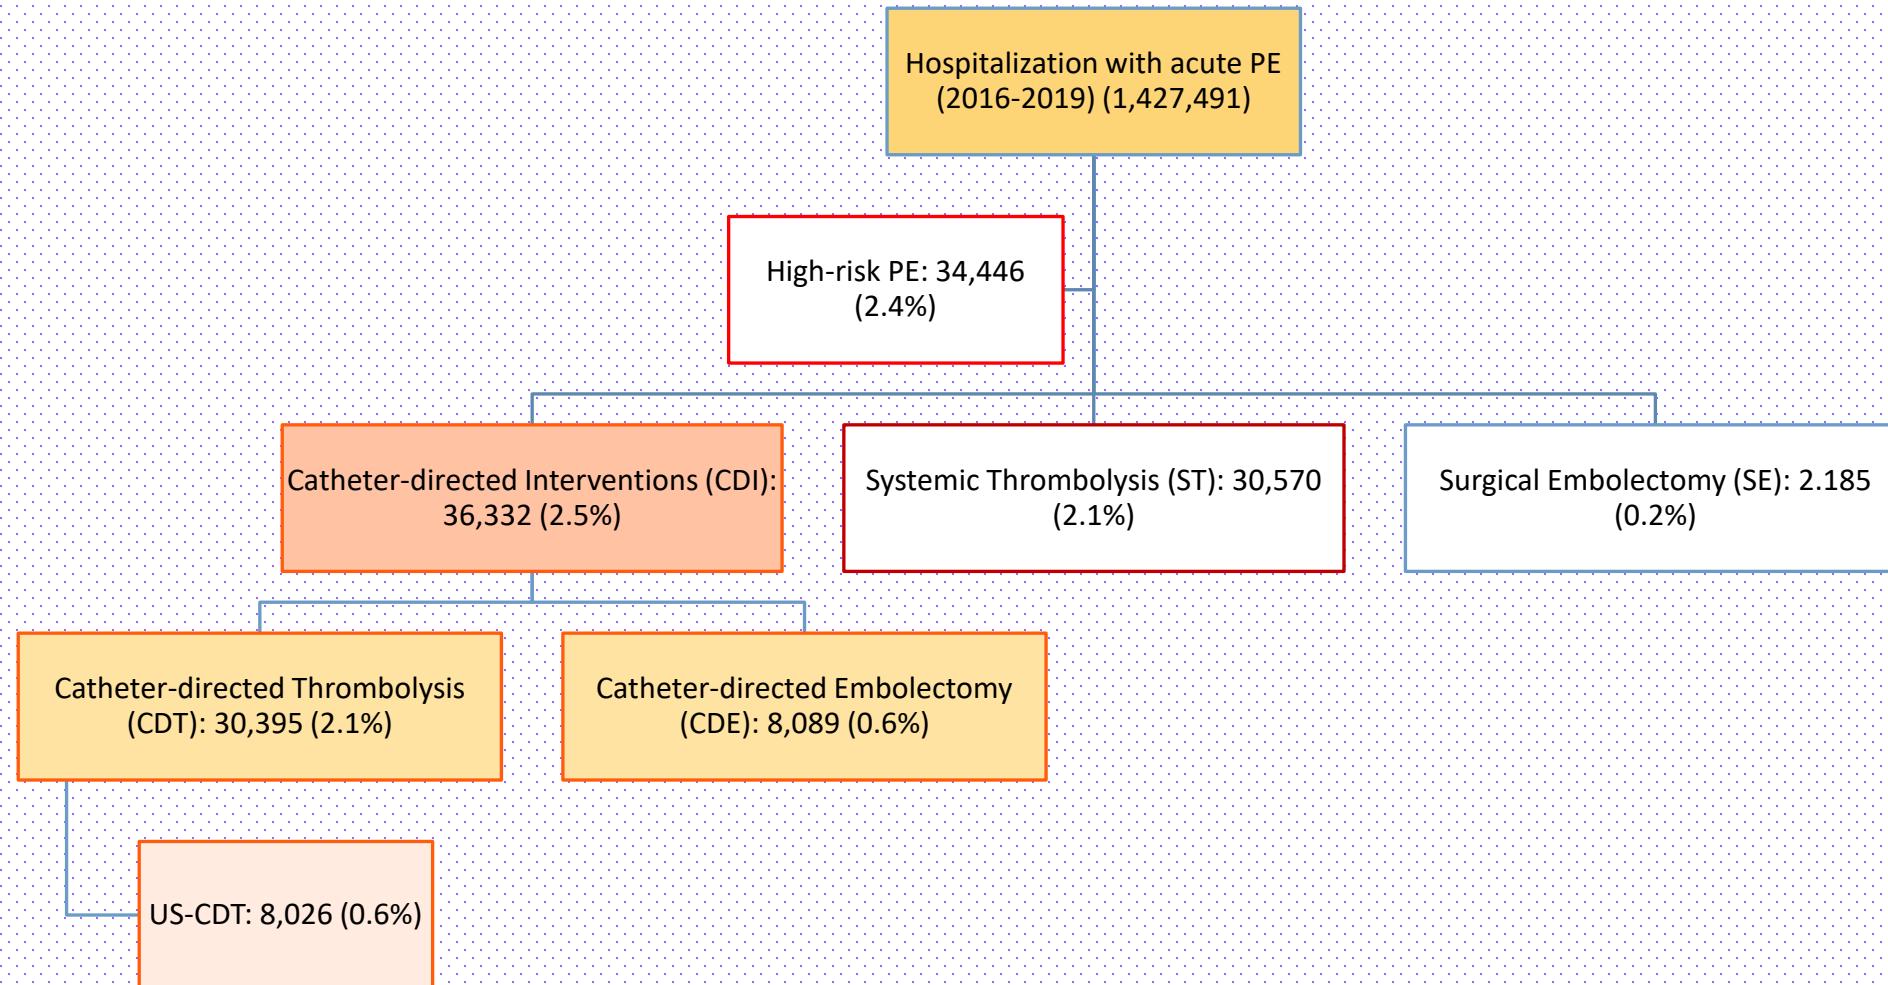 Hospitalization with acute PE
(2016-2019) (1,427,491)
High-risk PE: 34,446
(2.4%)
Catheter-directed Interventions (CDI):
36,332 (2.5%)
Systemic Thrombolysis (ST): 30,570
(2.1%)
Surgical Embolectomy (SE): 2.185
(0.2%)
Catheter-directed Thrombolysis
(CDT): 30,395 (2.1%)
Catheter-directed Embolectomy
(CDE): 8,089 (0.6%)
US-CDT: 8,026 (0.6%)